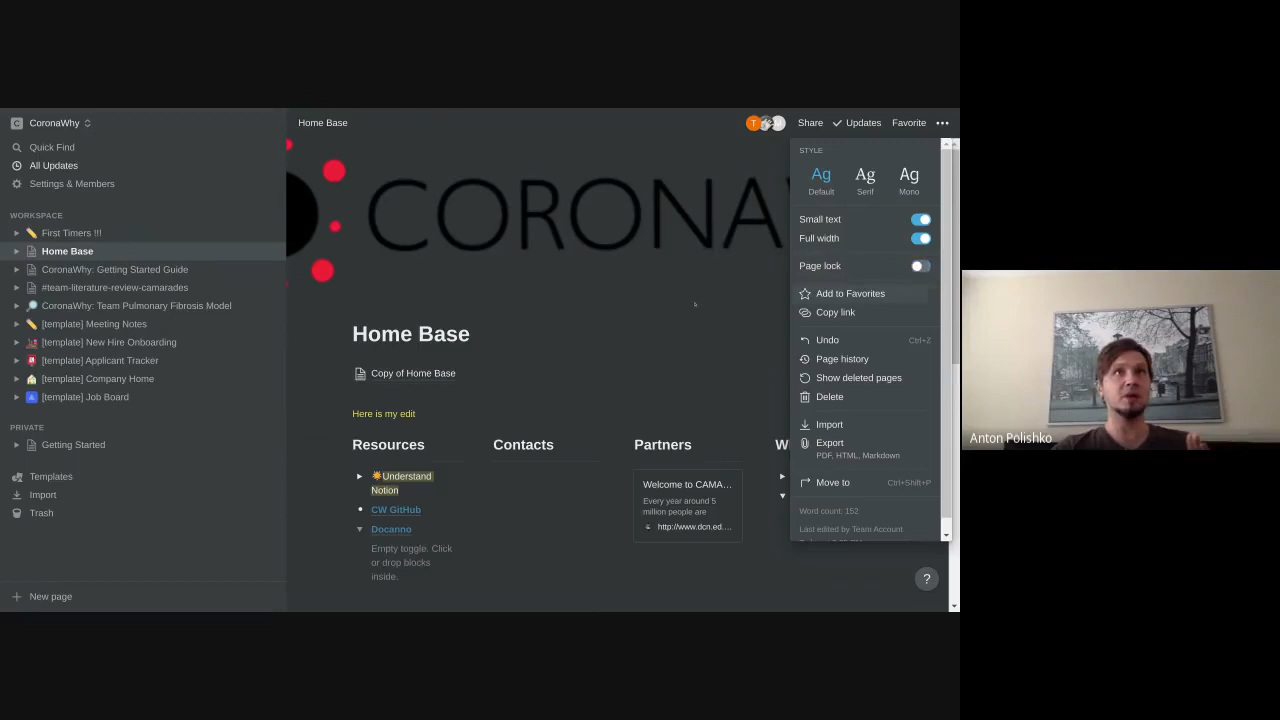 C CoronaWhy
Quick Find
All Updates
Settings & Members
WORKSPACE
First Timers !!!
Home Base
CoronaWhy: Getting Started Guide
#team-literature-review-camarades
CoronaWhy: Team Pulmonary Fibrosis Model
[template] Meeting Notes
[template] New Hire Onboarding
[template] Applicant Tracker
[template] Company Home
[template] Job Board
PRIVATE
Getting Started
Templates
Import
Trash
New page
Home Base
T
Share
Updates
Favorite
CORONA
Home Base
Copy of Home Base
Here is my edit
Resources
Understand
Notion
CW GitHub
Docanno
Empty toggle. Click
or drop blocks
inside.
Contacts
Partners
Welcome to CAMA...
Every year around 5
million people are
http://www.dcn.ed....
STYLE
Ag Ag Ag
Default Serif Mono
Small text
Full width
Page lock
Add to Favorites
Copy link
Undo Ctrl+Z
Page history
Show deleted pages
Delete
Import
Export
PDF, HTML, Markdown
Move to Ctrl+Shift+P
Word count: 152
Last edited by Team Account
?
Anton Polishko